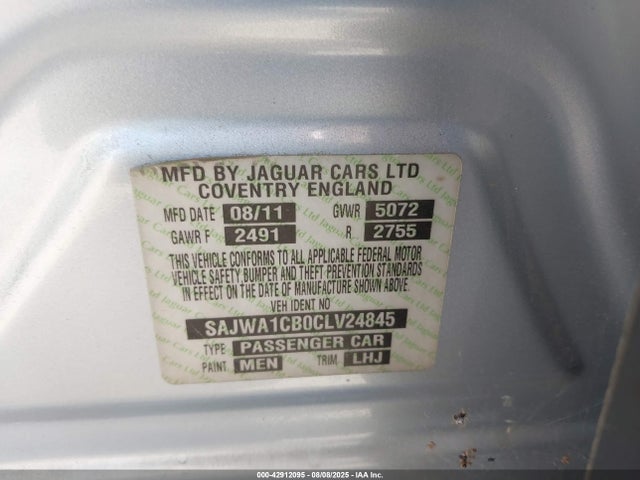 MFD BY JAGUAR CARS LTD
COVENTRY ENGLAND
MFD DATE 08/11 GVWR 5072
GAWR F 2491 R 2755
THIS VEHICLE CONFORMS TO ALL APPLICABLE FEDERAL MOTOR
VEHICLE SAFETY, BUMPER AND THEFT PREVENTION STANDARDS
IN EFFECT ON THE DATE OF MANUFACTURE SHOWN ABOVE.
VEH IDENT NO
SAJWA1CB0CLV24845
TYPE PASSENGER CAR
PAINT MEN TRIM LHJ
000-42912095 - 08/08/2025 - IAA Inc.